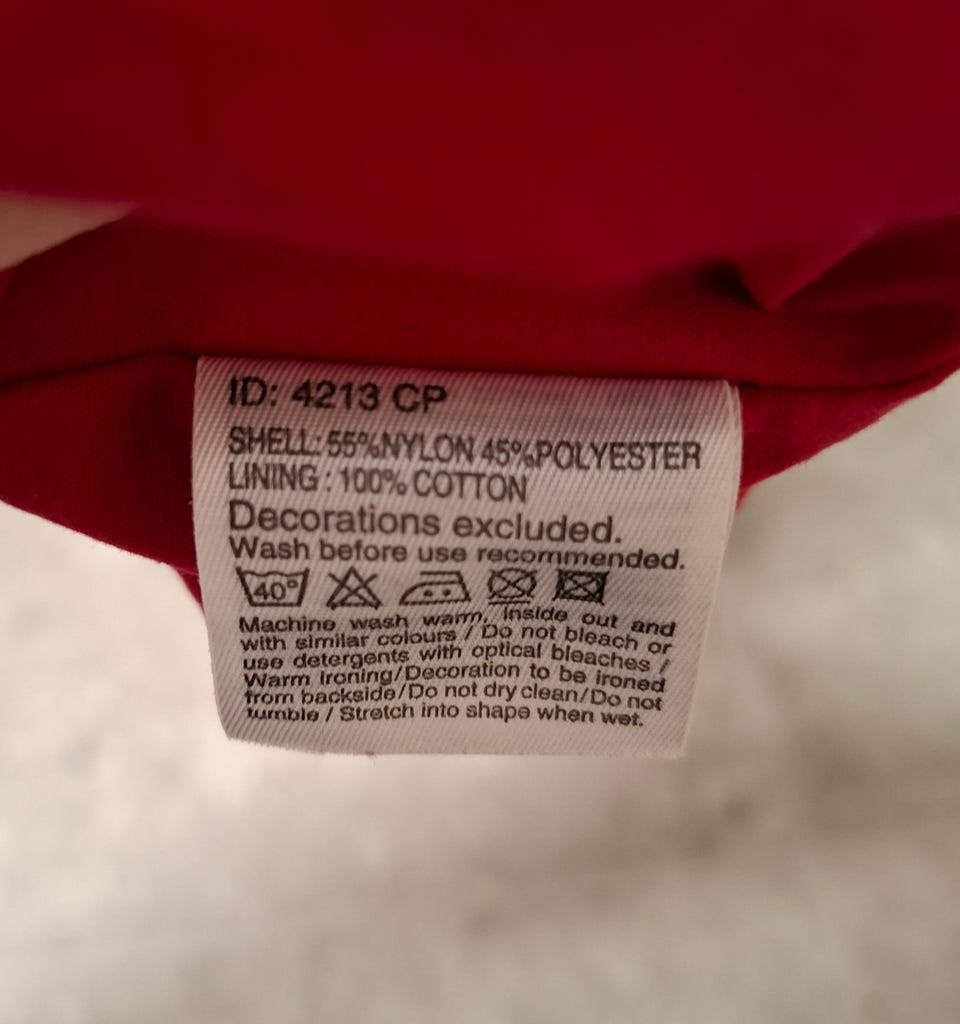 ID: 4213 CP
SHELL: 55%NYLON 45%POLYESTER
LINING : 100% COTTON
Decorations excluded.
Wash before use recommended.
40°
Machine wash warm, inside out and
with similar colours / Do not bleach or
use detergents with optical bleaches /
Warm ironing/Decoration to be ironed
from backside/Do not dry clean/Do not
tumble / Stretch into shape when wet.